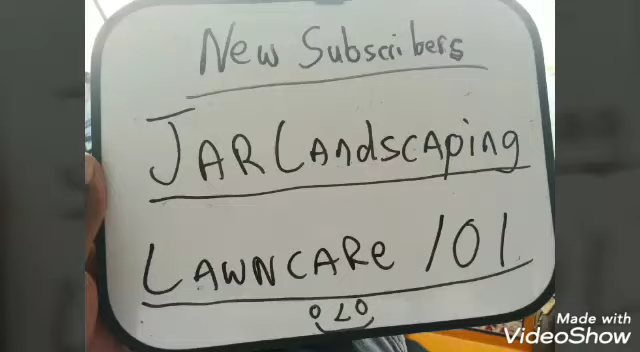 New Subscribers
JAR LANdscAping
LAWNCARe 101
Made with
VideoShow